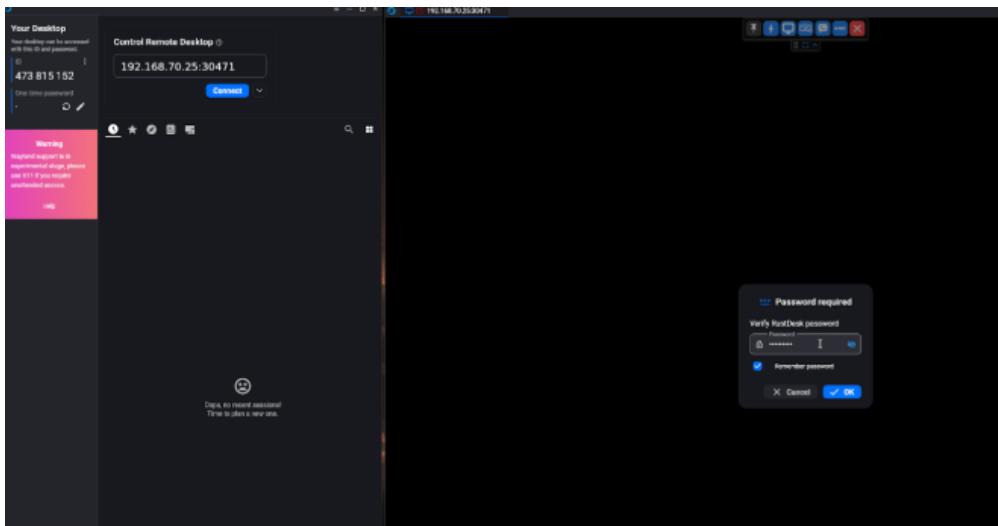 Your Desktop
Your desktop can be accessed
with this ID and password.
ID
473 815 152
One-time password
-
Warning
Wayland support is in
experimental stage, please
use X11 if you require
unattended access.
Help
Control Remote Desktop
192.168.70.25:30471
Connect
Oops, no recent sessions!
Time to plan a new one.
192.168.70.25:30471
Password required
Verify RustDesk password
Password
••••••••
Remember password
Cancel
OK